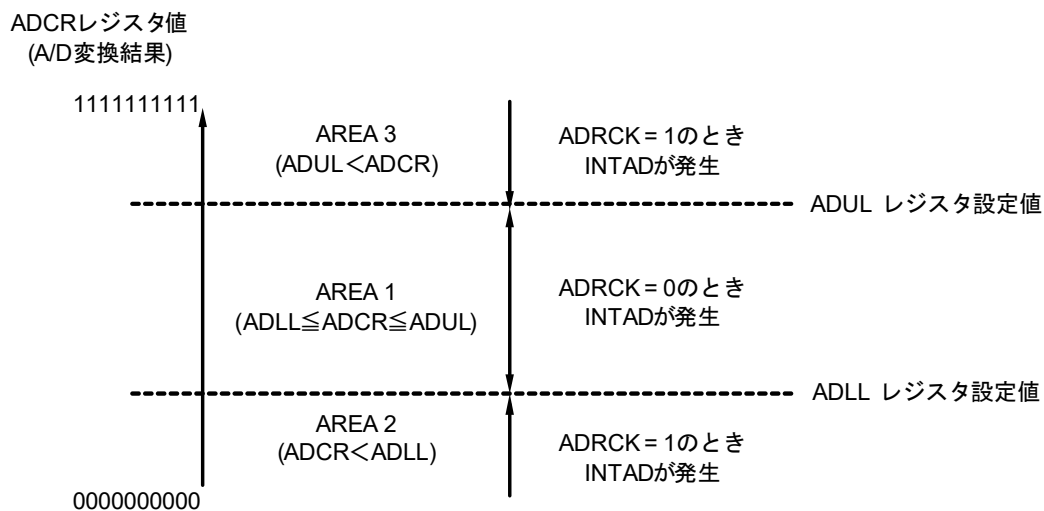 ADCRレジスタ値
(A/D変換結果)
1111111111
AREA 3
(ADUL＜ADCR)
ADRCK = 1のとき
INTADが発生
ADUL レジスタ設定値
AREA 1
(ADLL≦ADCR≦ADUL)
ADRCK = 0のとき
INTADが発生
ADLL レジスタ設定値
AREA 2
(ADCR＜ADLL)
ADRCK = 1のとき
INTADが発生
0000000000